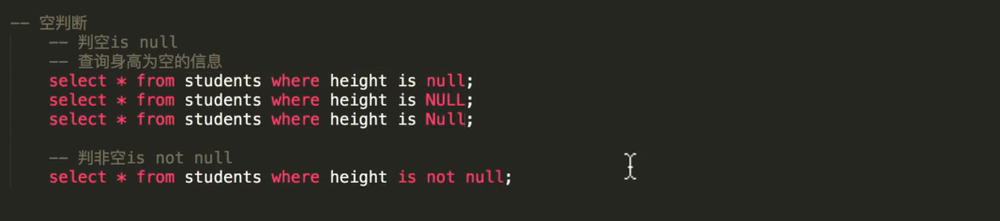 -- 空判断
-- 判空is null
-- 查询身高为空的信息
select * from students where height is null;
select * from students where height is NULL;
select * from students where height is Null;
-- 判非空is not null
select * from students where height is not null;